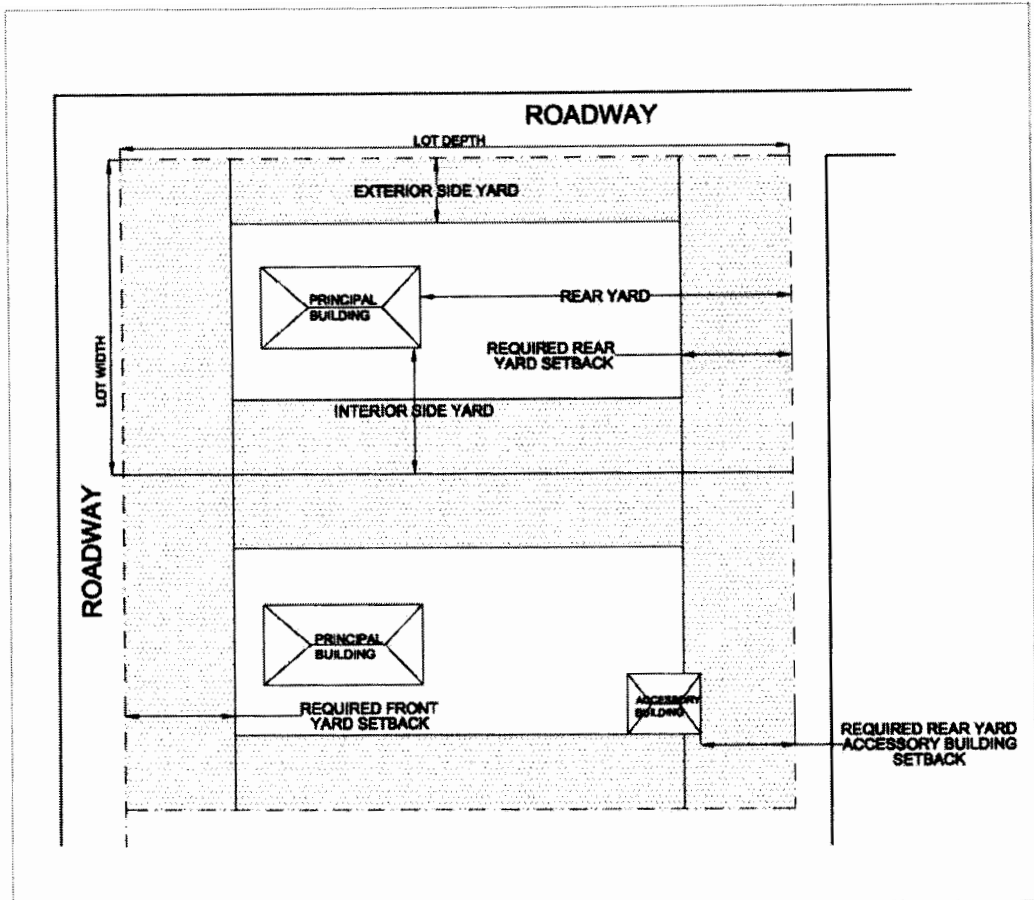 ROADWAY
LOT DEPTH
EXTERIOR SIDE YARD
PRINCIPAL
BUILDING
REAR YARD
REQUIRED REAR
YARD SETBACK
LOT WIDTH
INTERIOR SIDE YARD
ROADWAY
PRINCIPAL
BUILDING
REQUIRED FRONT
YARD SETBACK
ACCESSORY
BUILDING
REQUIRED REAR YARD
ACCESSORY BUILDING
SETBACK